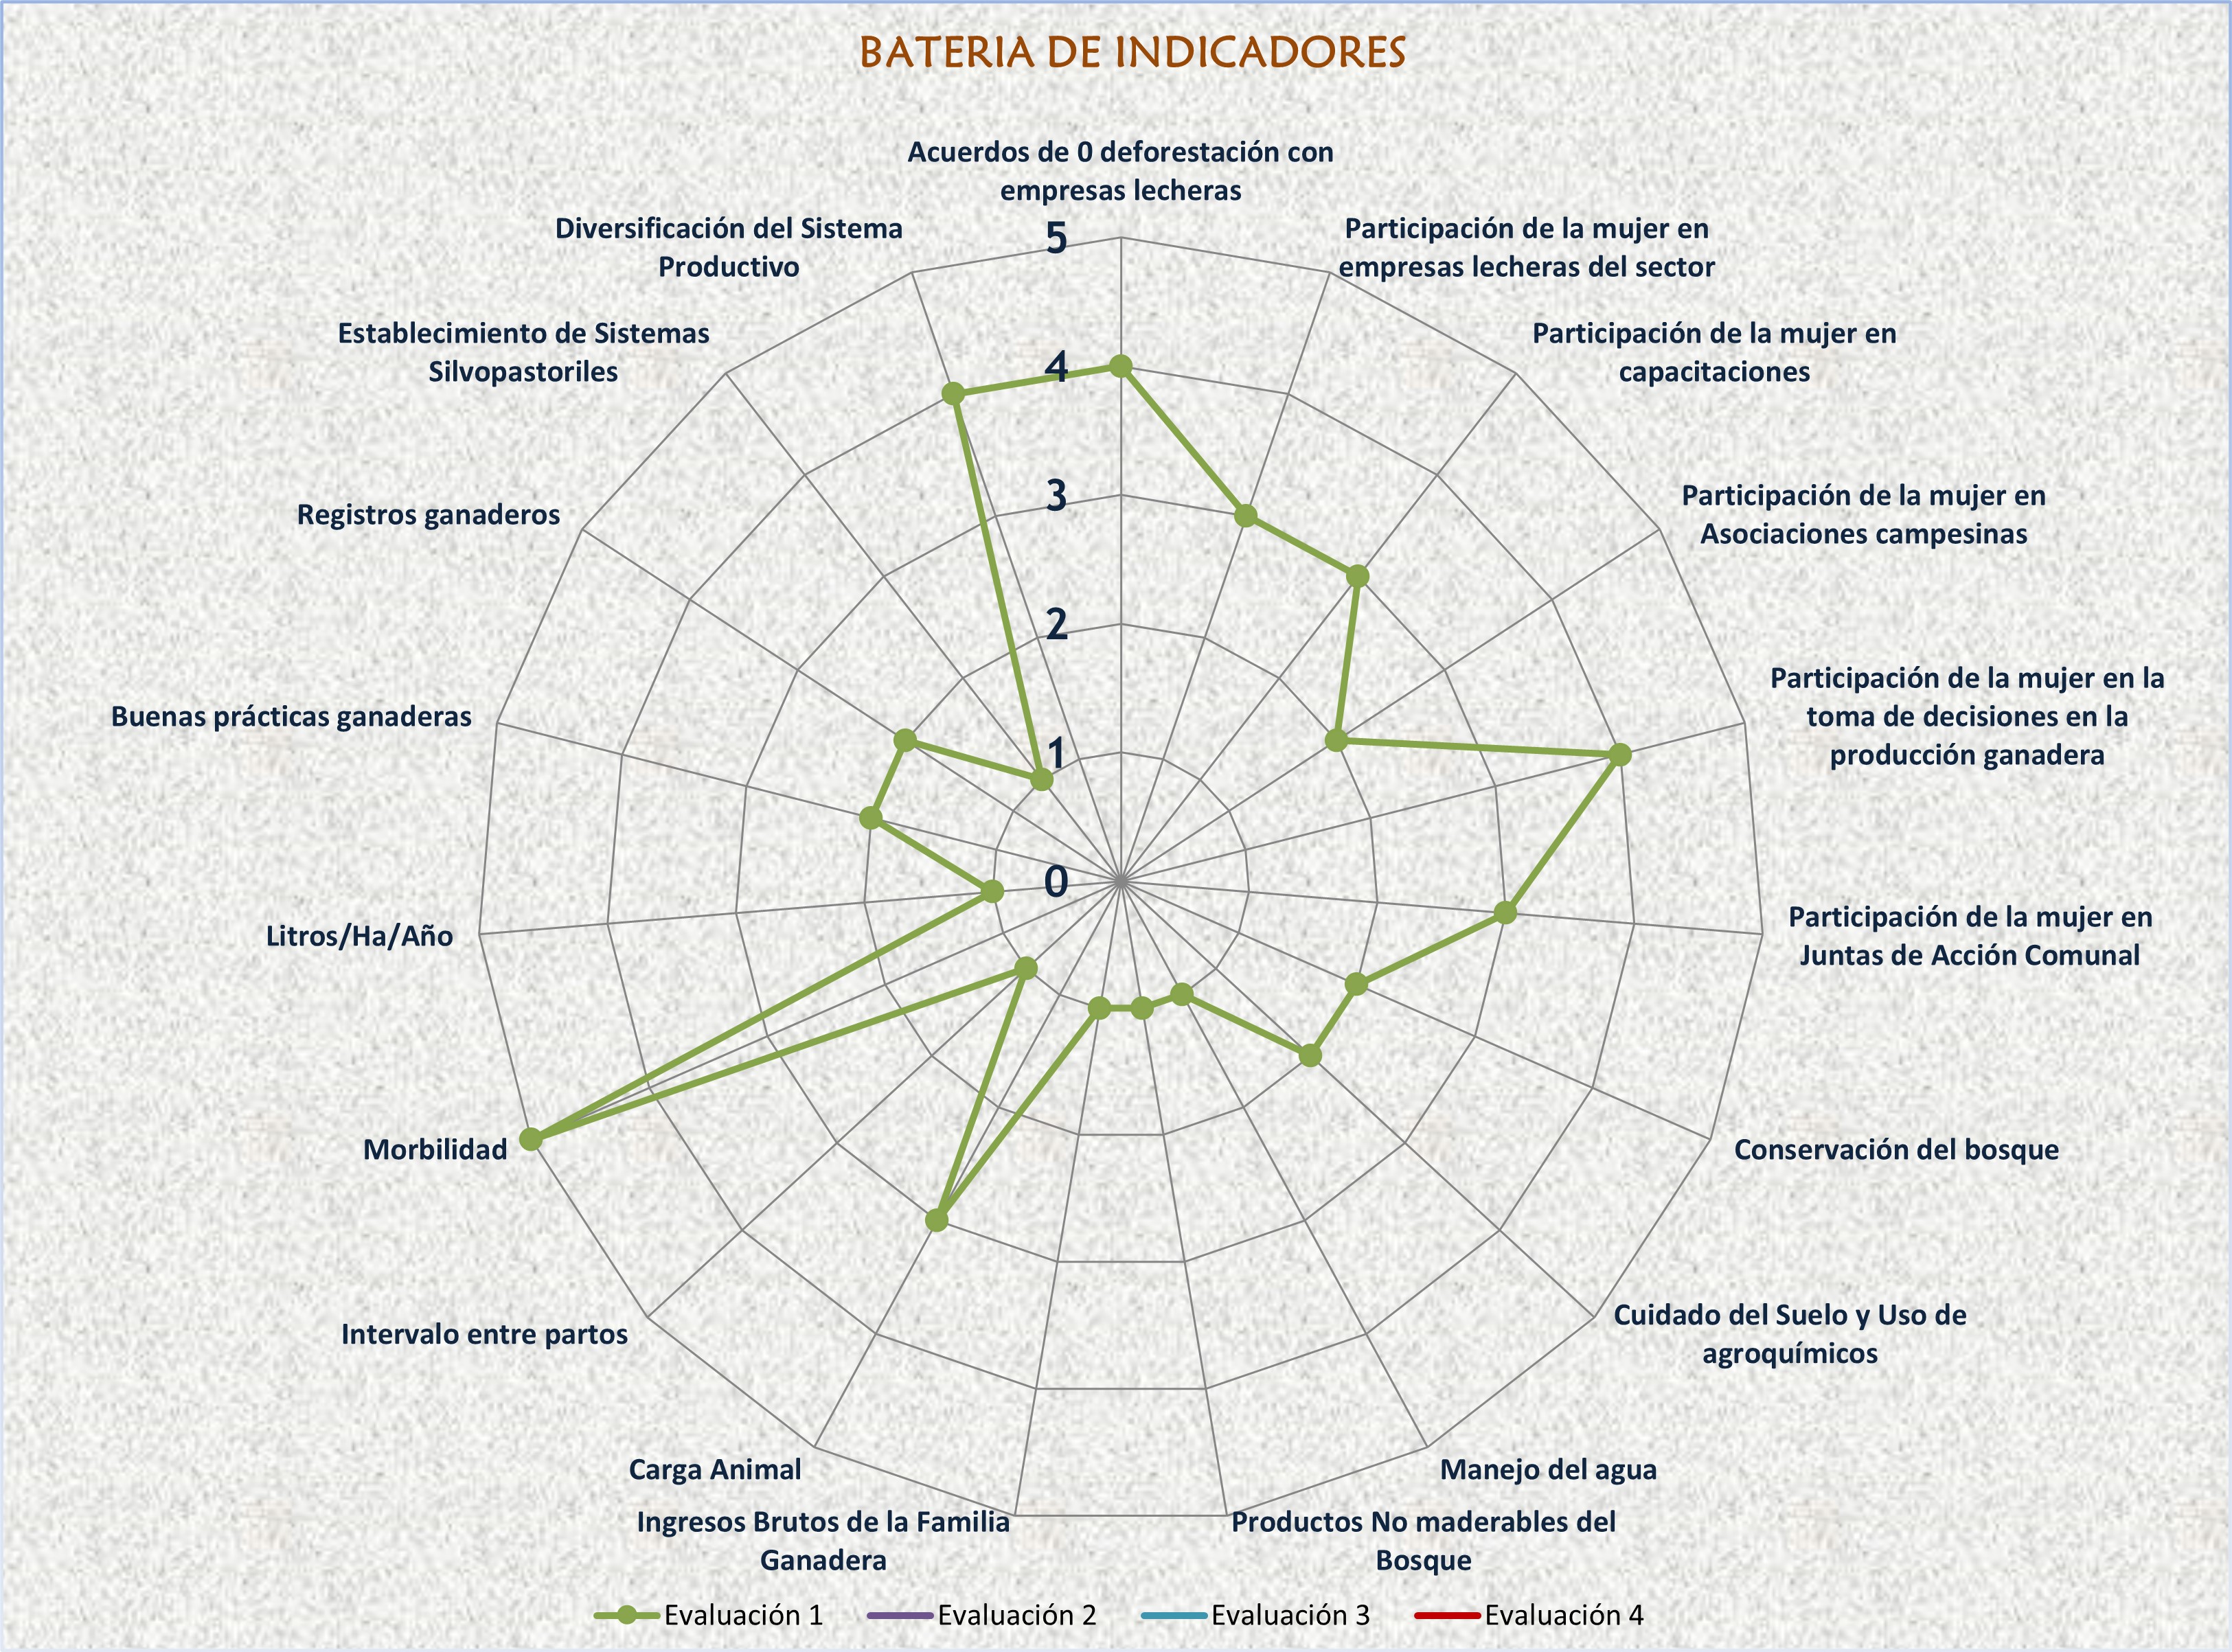 BATERIA DE INDICADORES
Acuerdos de 0 deforestación con
empresas lecheras
Participación de la mujer en
empresas lecheras del sector
Participación de la mujer en
capacitaciones
Participación de la mujer en
Asociaciones campesinas
Participación de la mujer en la
toma de decisiones en la
producción ganadera
Participación de la mujer en
Juntas de Acción Comunal
Conservación del bosque
Cuidado del Suelo y Uso de
agroquímicos
Manejo del agua
Productos No maderables del
Bosque
Ingresos Brutos de la Familia
Ganadera
Carga Animal
Intervalo entre partos
Morbilidad
Litros/Ha/Año
Buenas prácticas ganaderas
Registros ganaderos
Establecimiento de Sistemas
Silvopastoriles
Diversificación del Sistema
Productivo
5
4
3
2
1
0
Evaluación 1
Evaluación 2
Evaluación 3
Evaluación 4